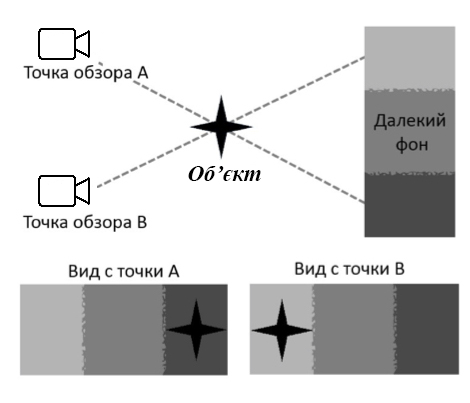 Точка обзора А
Далекий
фон
Об’єкт
Точка обзора В
Вид с точки А
Вид с точки В